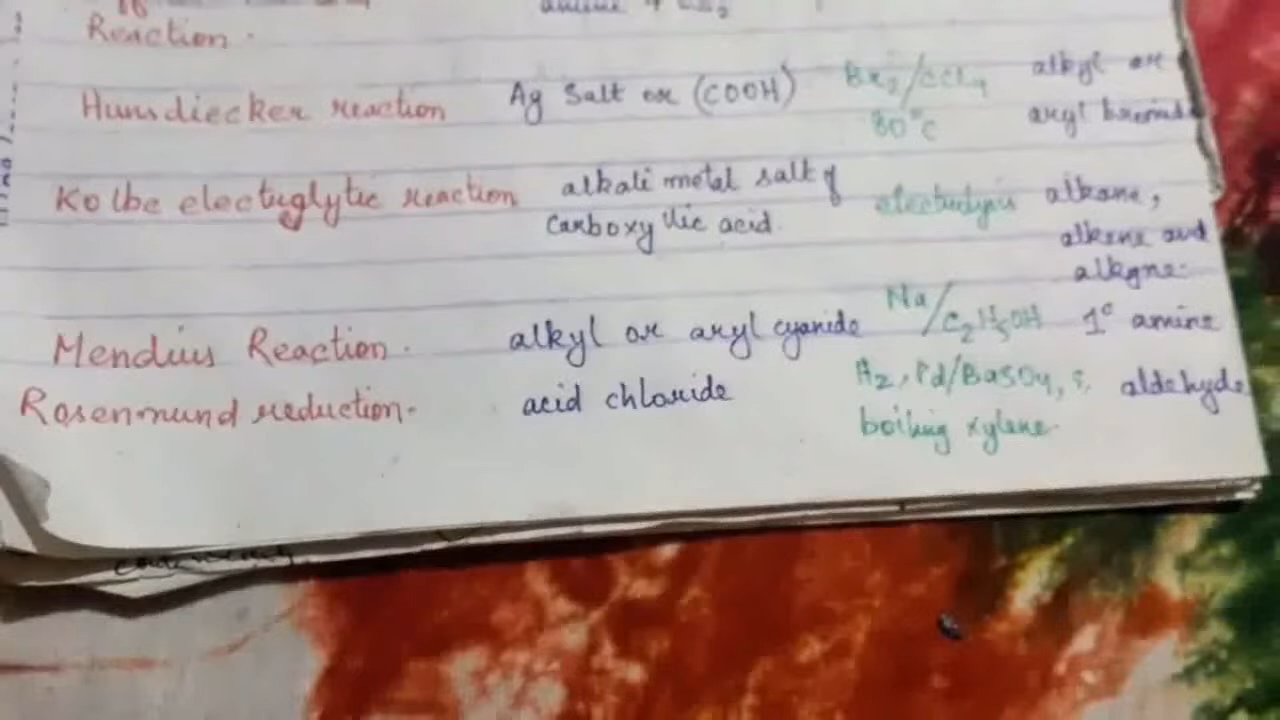 Reaction.
Hunsdiecker reaction Ag Salt or (COOH) Br2/CCl4 alkyl or
80°C aryl bromide
Kolbe electuglytic reaction alkali metal salt of electrolysis alkane,
Carboxylic acid. alkene and
alkyne.
Mendius Reaction. alkyl or aryl cyanide Na/C2H5OH 1° amine
Rosenmund reduction. acid chloride H2, Pd/BaSO4, S, aldehyde
boiling xylene